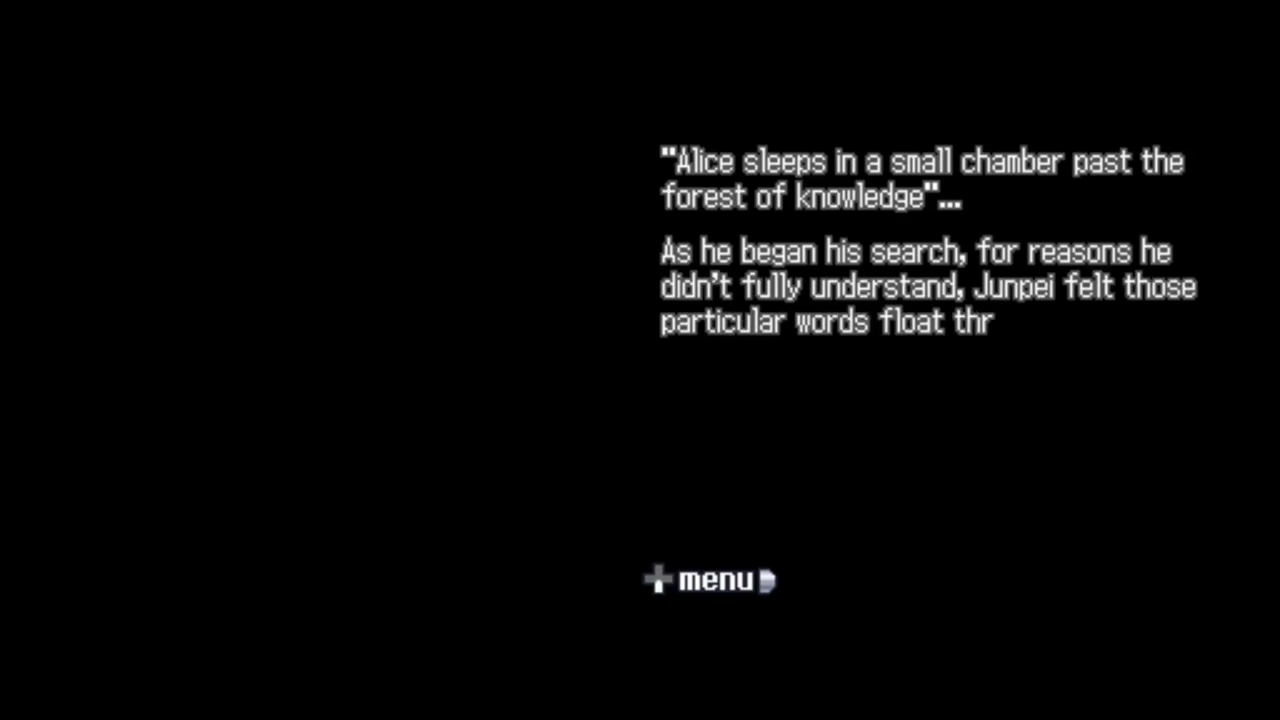 "Alice sleeps in a small chamber past the
forest of knowledge"...
As he began his search, for reasons he
didn't fully understand, Junpei felt those
particular words float thr
menu